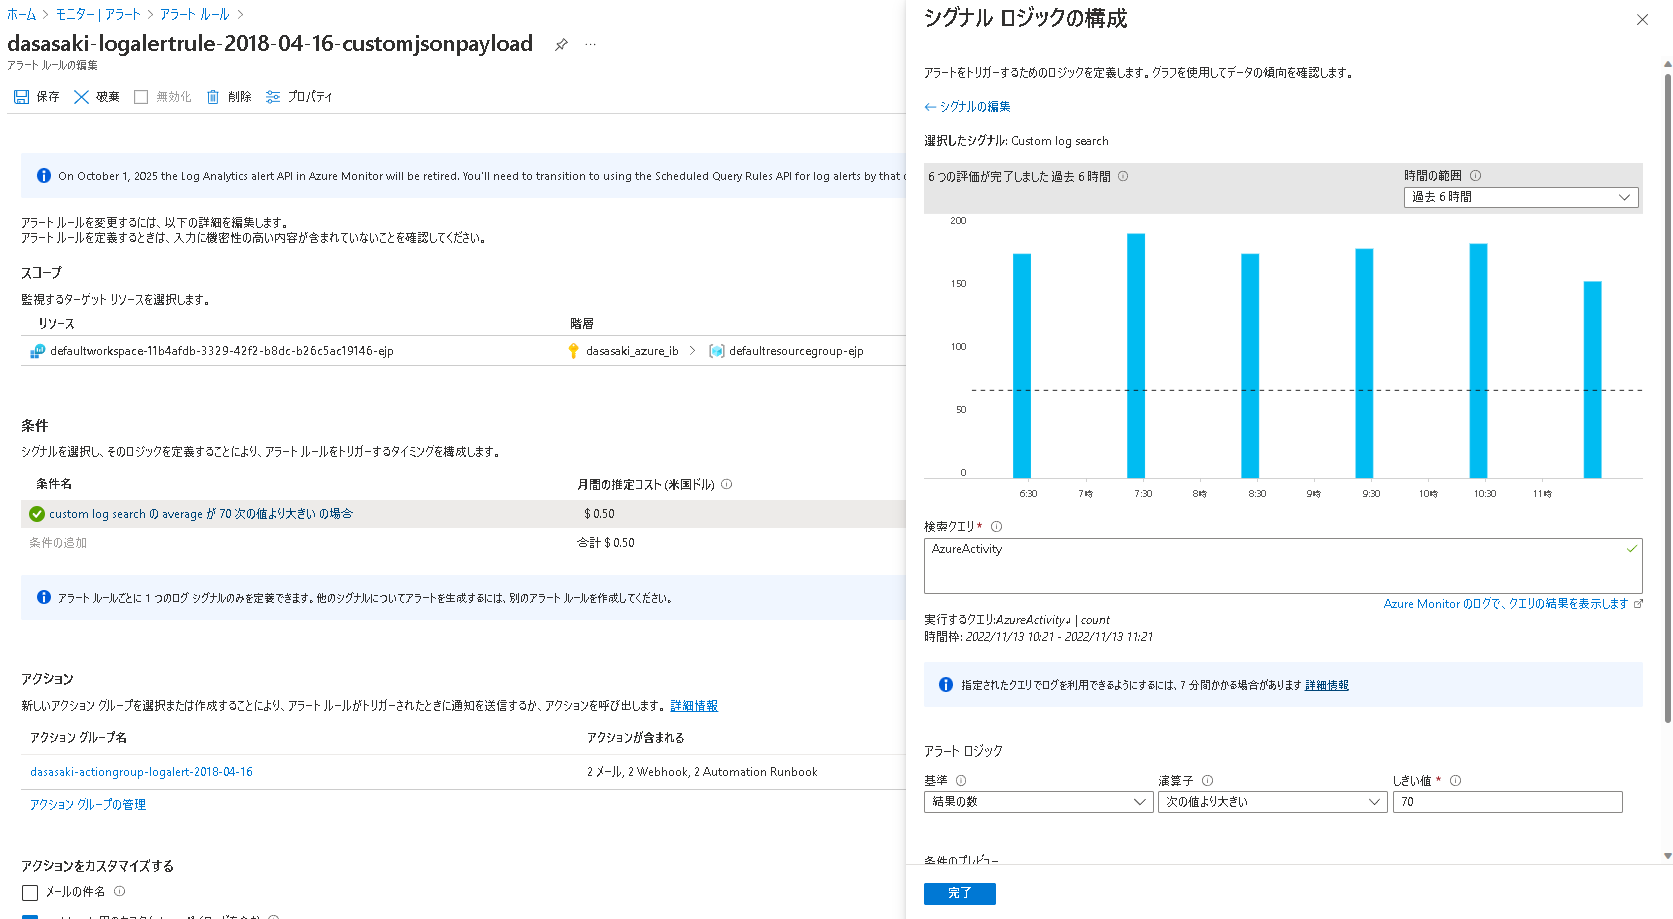 ホーム > モニター | アラート > アラート ルール >
dasasaki-logalertrule-2018-04-16-customjsonpayload
アラート ルールの編集
保存 破棄 無効化 削除 プロパティ
On October 1, 2025 the Log Analytics alert API in Azure Monitor will be retired. You'll need to transition to using the Scheduled Query Rules API for log alerts by that
アラート ルールを変更するには、以下の詳細を編集します。
アラート ルールを定義するときは、入力に機密性の高い内容が含まれていないことを確認してください。
スコープ
監視するターゲット リソースを選択します。
リソース 階層
defaultworkspace-11b4afdb-3329-42f2-b8dc-b26c5ac19146-ejp dasasaki_azure_ib > defaultresourcegroup-ejp
条件
シグナルを選択し、そのロジックを定義することにより、アラート ルールをトリガーするタイミングを構成します。
条件名 月間の推定コスト (米国ドル)
custom log search の average が 70 次の値より大きい の場合 $ 0.50
条件の追加 合計 $ 0.50
アラート ルールごとに 1 つのログ シグナルのみを定義できます。他のシグナルについてアラートを生成するには、別のアラート ルールを作成してください。
アクション
新しいアクション グループを選択または作成することにより、アラート ルールがトリガーされたときに通知を送信するか、アクションを呼び出します。 詳細情報
アクション グループ名 アクションが含まれる
dasasaki-actiongroup-logalert-2018-04-16 2 メール, 2 Webhook, 2 Automation Runbook
アクション グループの管理
アクションをカスタマイズする
メールの件名
シグナル ロジックの構成
アラートをトリガーするためのロジックを定義します。グラフを使用してデータの傾向を確認します。
← シグナルの編集
選択したシグナル: Custom log search
6 つの評価が完了しました 過去 6 時間
時間の範囲
過去 6 時間
200
150
100
50
0
6:30 7時 7:30 8時 8:30 9時 9:30 10時 10:30 11時
検索クエリ *
AzureActivity
Azure Monitor のログで、クエリの結果を表示します
実行するクエリ:AzureActivity↲ | count
時間枠: 2022/11/13 10:21 - 2022/11/13 11:21
指定されたクエリでログを利用できるようにするには、7 分間かかる場合があります 詳細情報
アラート ロジック
基準 演算子 しきい値 *
結果の数 次の値より大きい 70
条件のプレビュー
完了